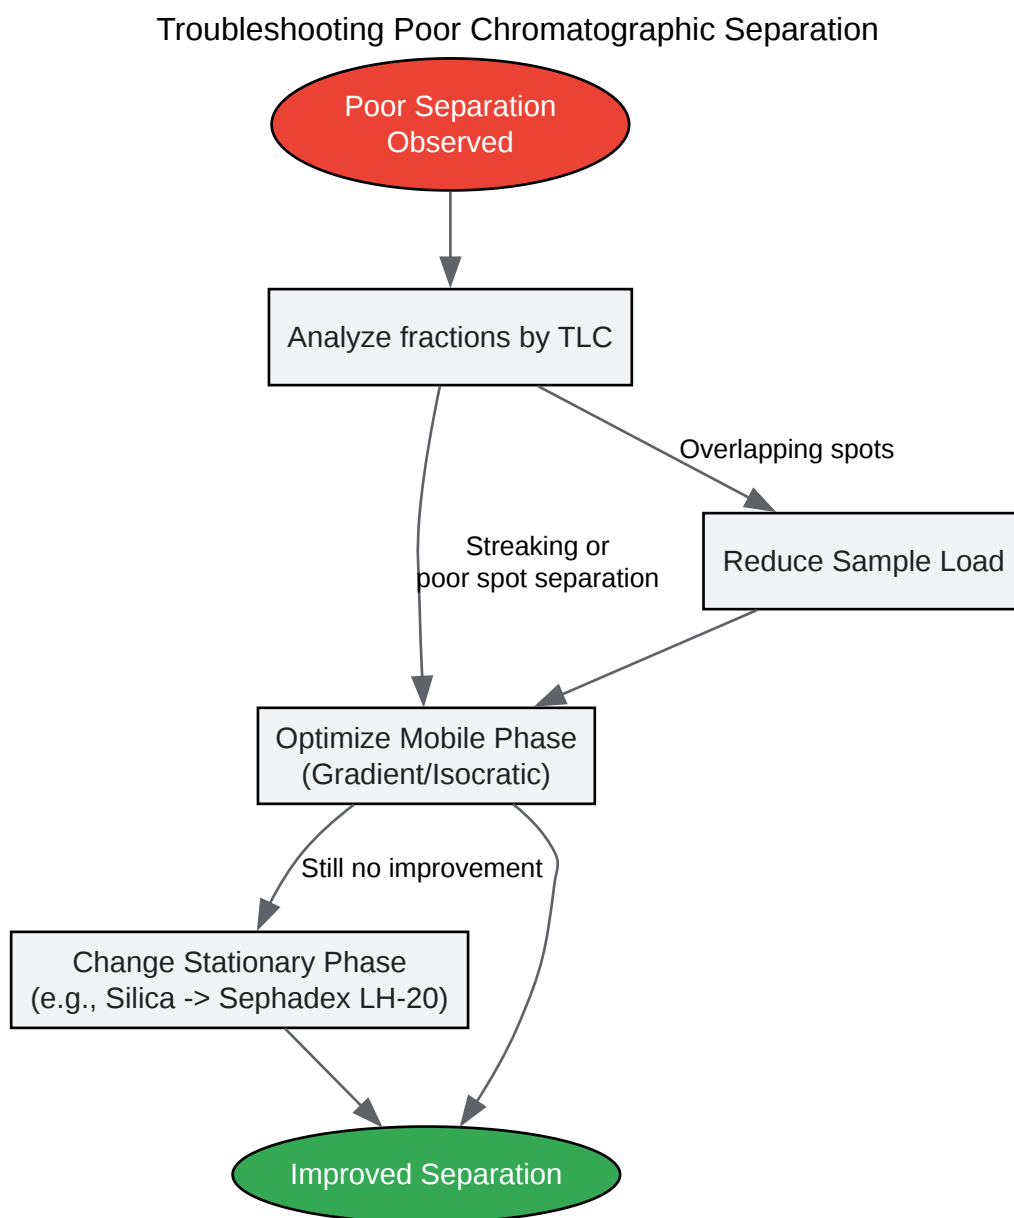 Troubleshooting Poor Chromatographic Separation
Poor Separation
Observed
Analyze fractions by TLC
Overlapping spots
Streaking or
poor spot separation
Reduce Sample Load
Optimize Mobile Phase
(Gradient/Isocratic)
Still no improvement
Change Stationary Phase
(e.g., Silica -> Sephadex LH-20)
Improved Separation